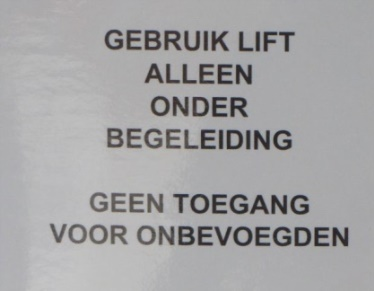 GEBRUIK LIFT
ALLEEN
ONDER
BEGELEIDING
GEEN TOEGANG
VOOR ONBEVOEGDEN